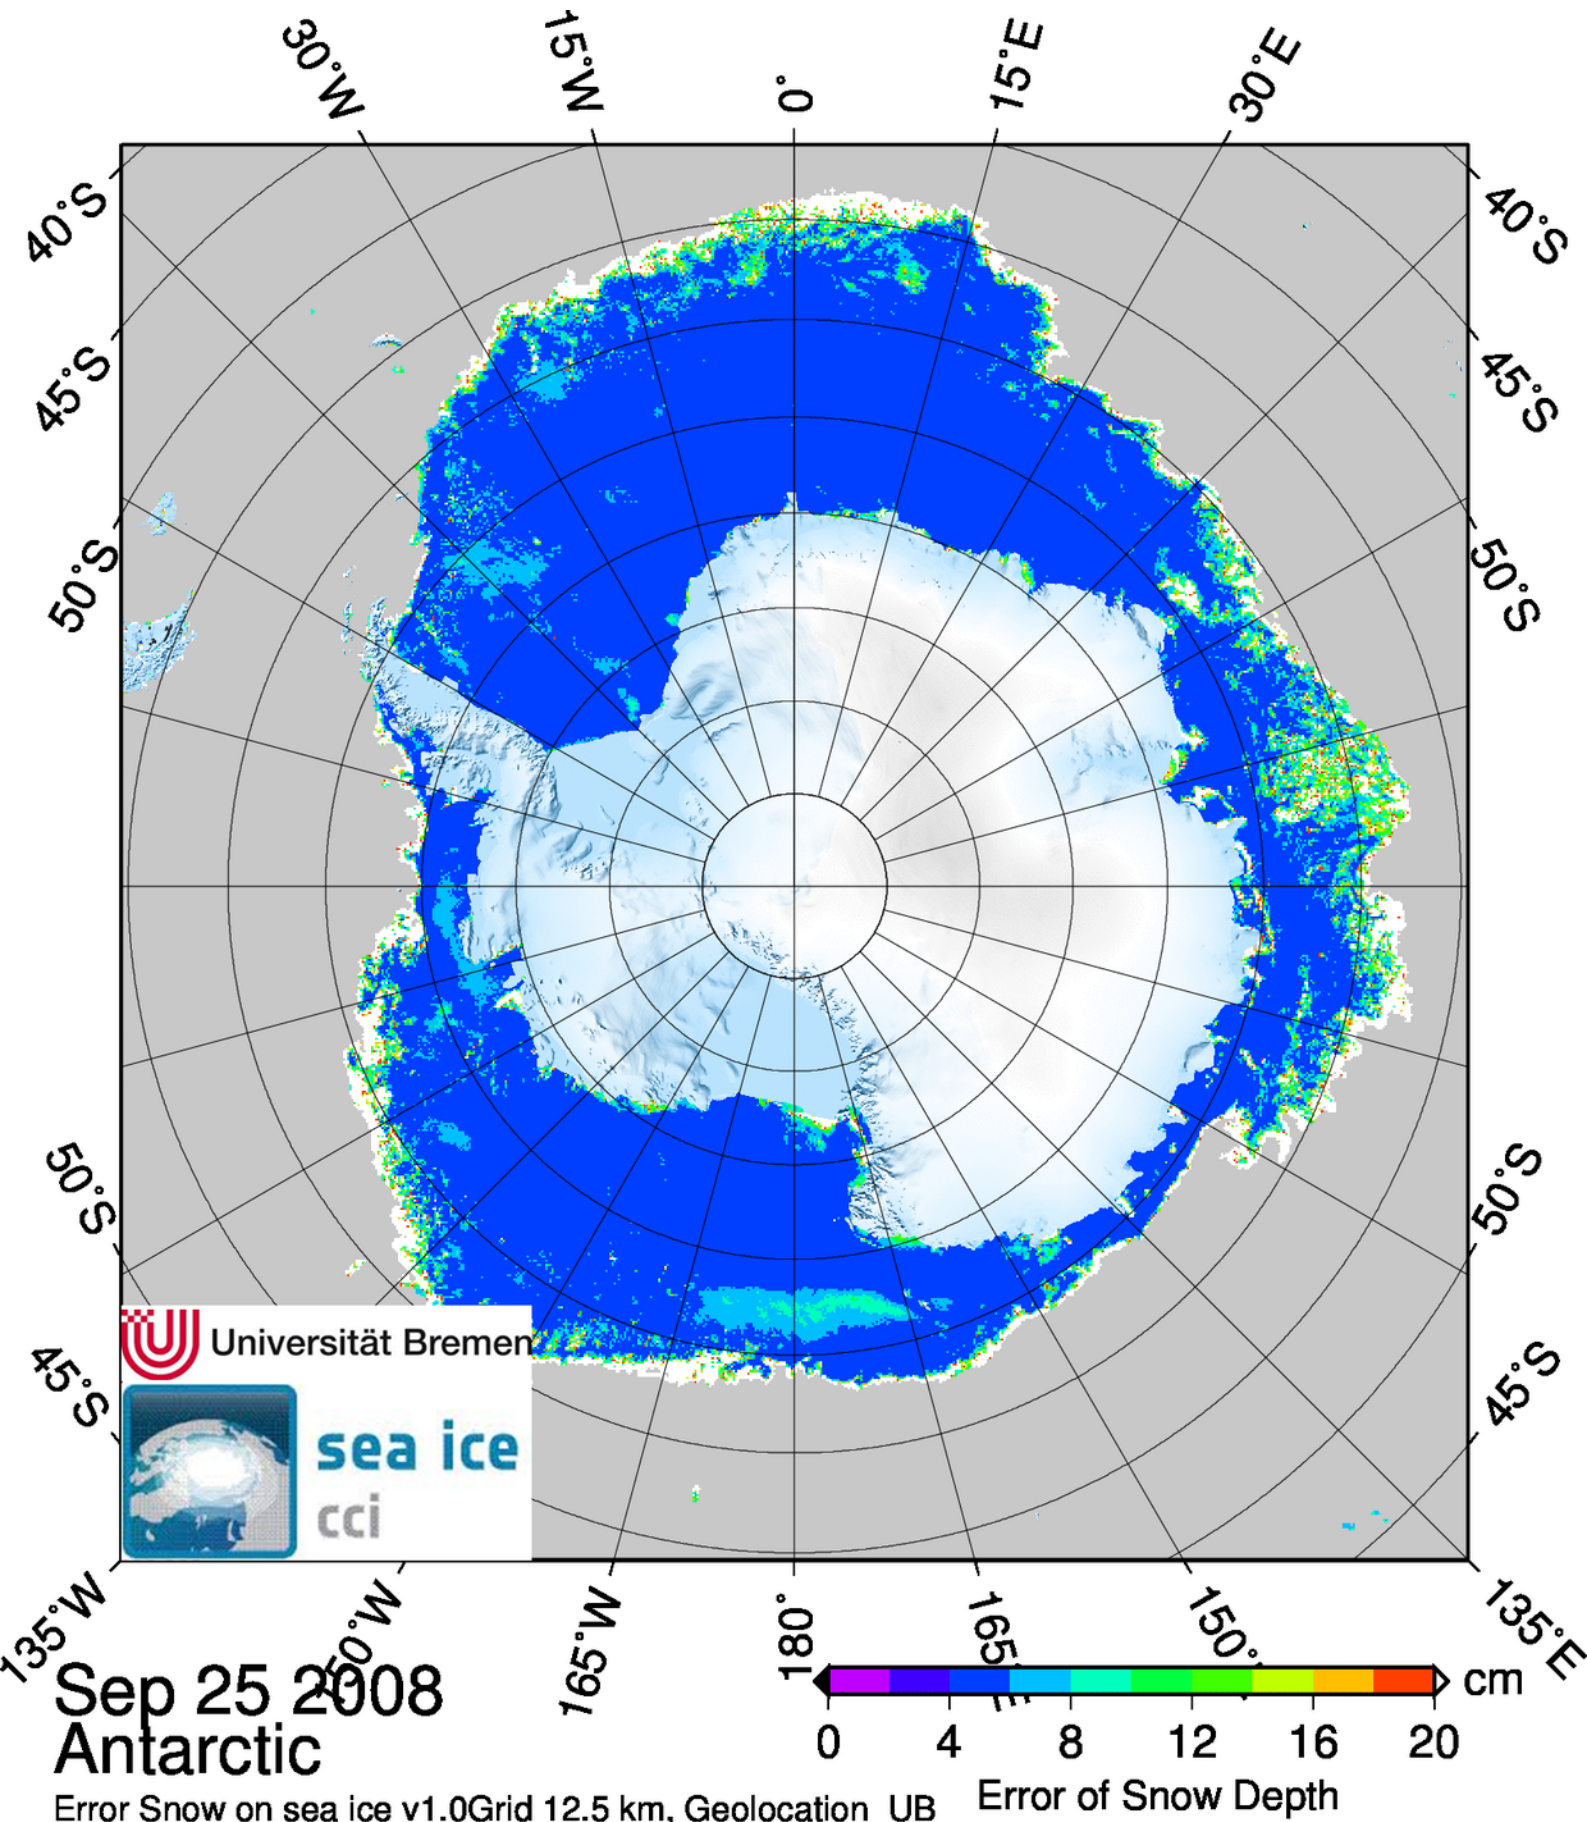 30°W 15°W 0° 15°E 30°E
40°S 40°S
45°S 45°S
50°S 50°S
50°S 50°S
45°S 45°S
Universität Bremen
sea ice
cci
135°W 150°W 165°W 180° 165°E 150° 135°E
Sep 25 2008
Antarctic
cm
0 4 8 12 16 20
Error of Snow Depth
Error Snow on sea ice v1.0Grid 12.5 km, Geolocation UB